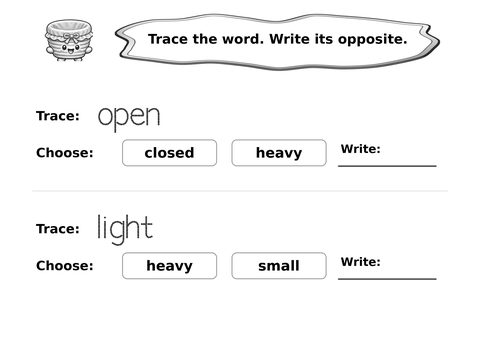 Trace the word. Write its opposite.
Trace: open
Choose: closed heavy Write:
Trace: light
Choose: heavy small Write: